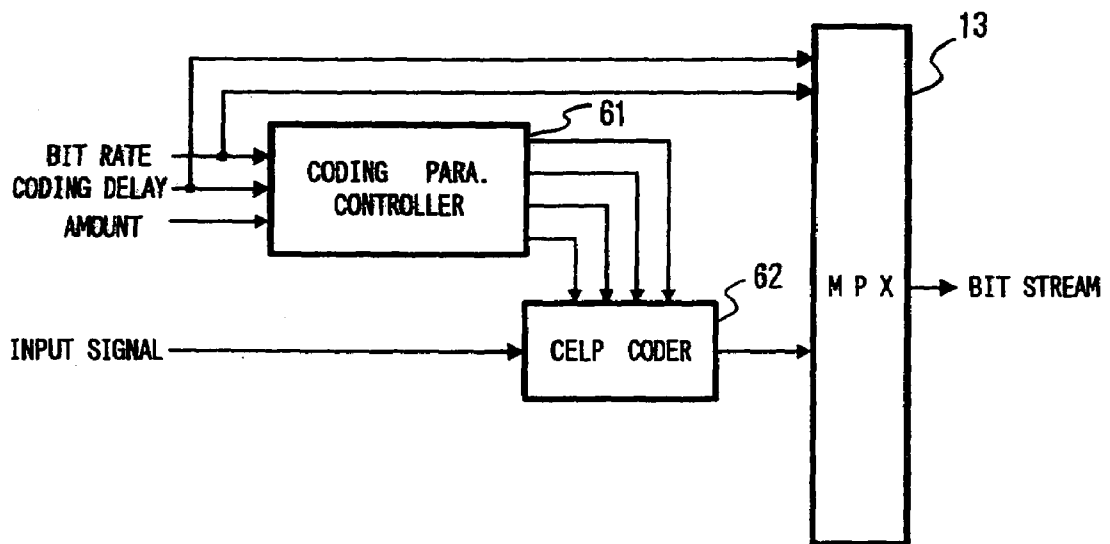 13
61
BIT RATE
CODING DELAY
AMOUNT
CODING PARA.
CONTROLLER
62
M P X
BIT STREAM
INPUT SIGNAL
CELP CODER